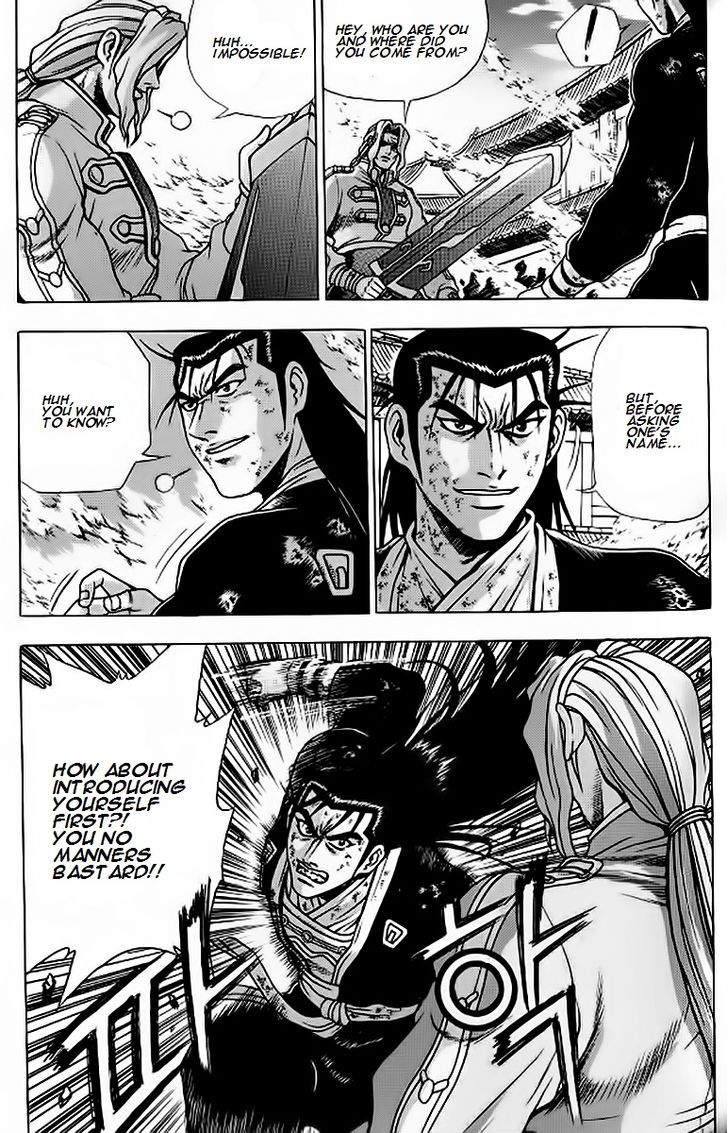 HUH...
IMPOSSIBLE!
HEY, WHO ARE YOU
AND WHERE DID
YOU COME FROM?
!
HUH,
YOU WANT
TO KNOW?
BUT,
BEFORE
ASKING
ONE'S
NAME...
HOW ABOUT
INTRODUCING
YOURSELF
FIRST?!
YOU NO
MANNERS
BASTARD!!
파악